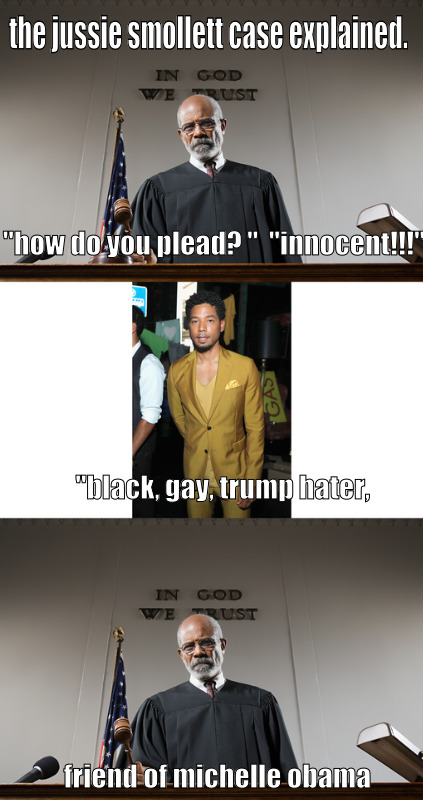 the jussie smollett case explained.
IN GOD
WE TRUST
"how do you plead? " "innocent!!!"
GAS
"black, gay, trump hater,
IN GOD
WE TRUST
friend of michelle obama